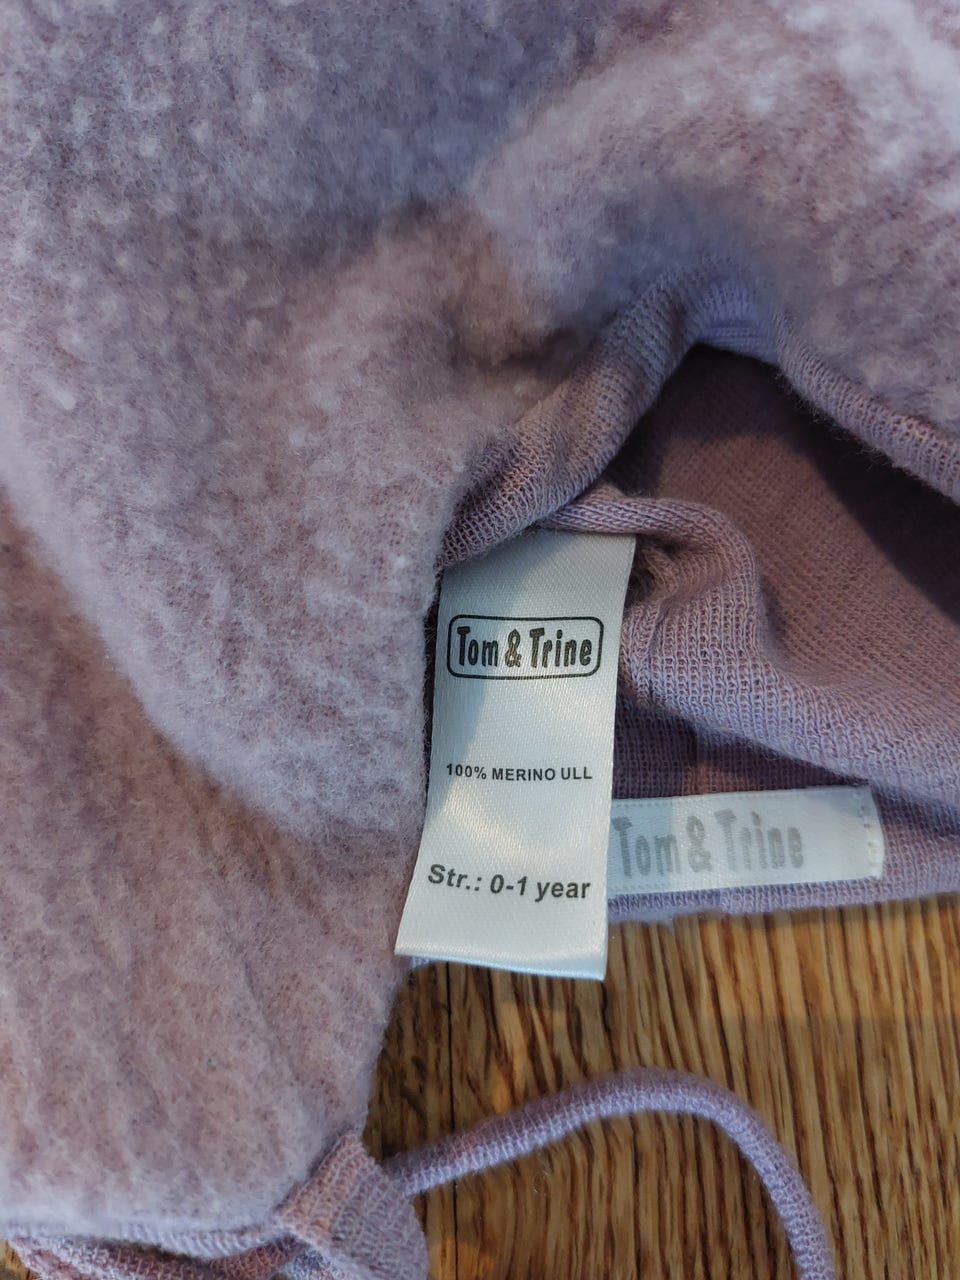 Tom & Trine
100% MERINO ULL
Tom & Trine
Str.: 0-1 year